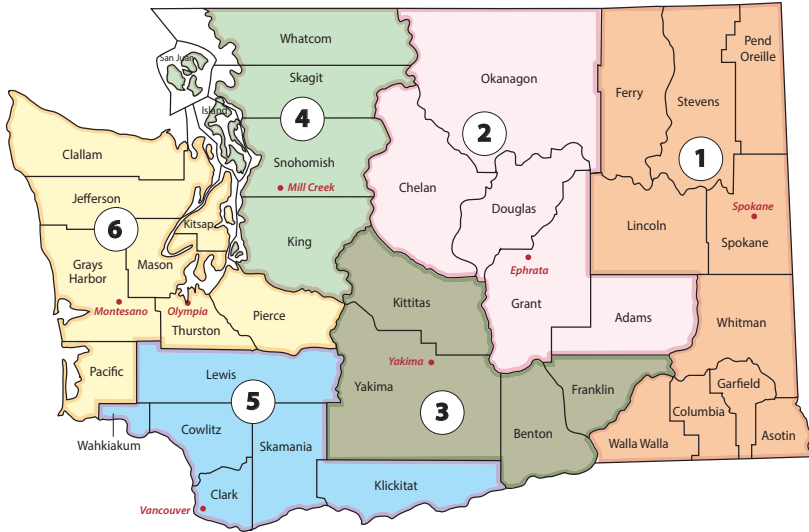 Whatcom
San Juan
Skagit
Island
4
Snohomish
Mill Creek
King
Okanagon
2
Chelan
Douglas
Ephrata
Grant
Adams
Pend
Oreille
Ferry
Stevens
1
Spokane
Lincoln
Spokane
Whitman
Garfield
Columbia
Walla Walla
Asotin
Clallam
Jefferson
6
Kitsap
Grays
Harbor
Mason
Montesano
Olympia
Thurston
Pierce
Pacific
Kittitas
Yakima
Yakima
3
Franklin
Benton
Lewis
5
Wahkiakum
Cowlitz
Skamania
Clark
Vancouver
Klickitat